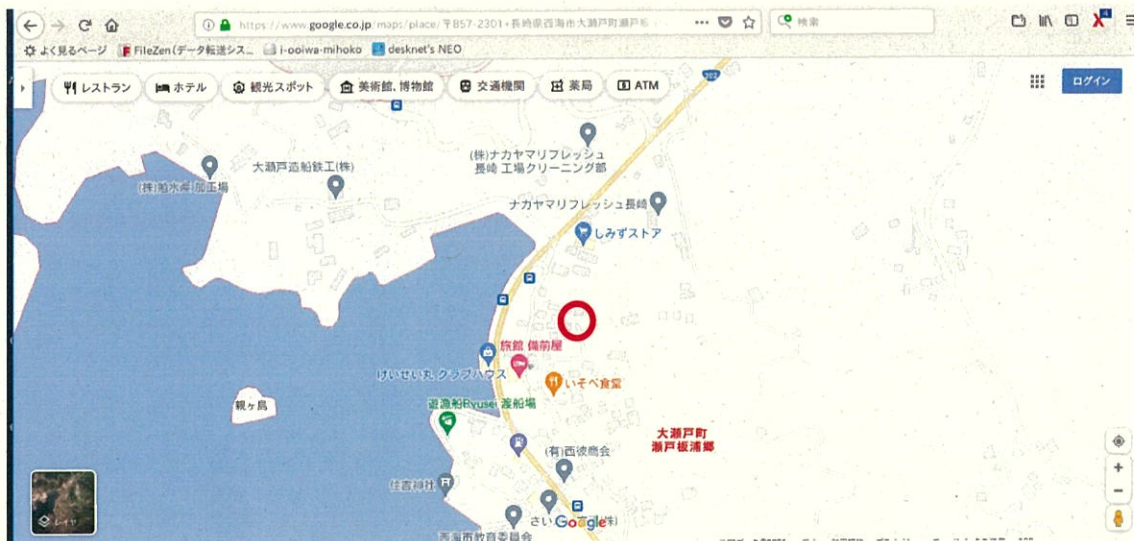 https://www.google.co.jp/maps/place/〒857-2301+長崎県西海市大瀬戸町瀬戸板
検索
よく見るページ
FileZen(データ転送シス...
i-ooiwa-mihoko
desknet's NEO
レストラン
ホテル
観光スポット
美術館、博物館
交通機関
薬局
ATM
ログイン
202
(株)ナカヤマリフレッシュ
長崎 工場クリーニング部
大瀬戸造船鉄工(株)
加工場
ナカヤマリフレッシュ長崎
しみずストア
旅館 備前屋
けいせい丸 クラブハウス
いそべ食堂
遊漁船Ryusei 渡船場
親ヶ島
大瀬戸町
瀬戸板浦郷
(有)西彼商会
住吉神社
さい
Google
西海市教育委員会
レイヤ